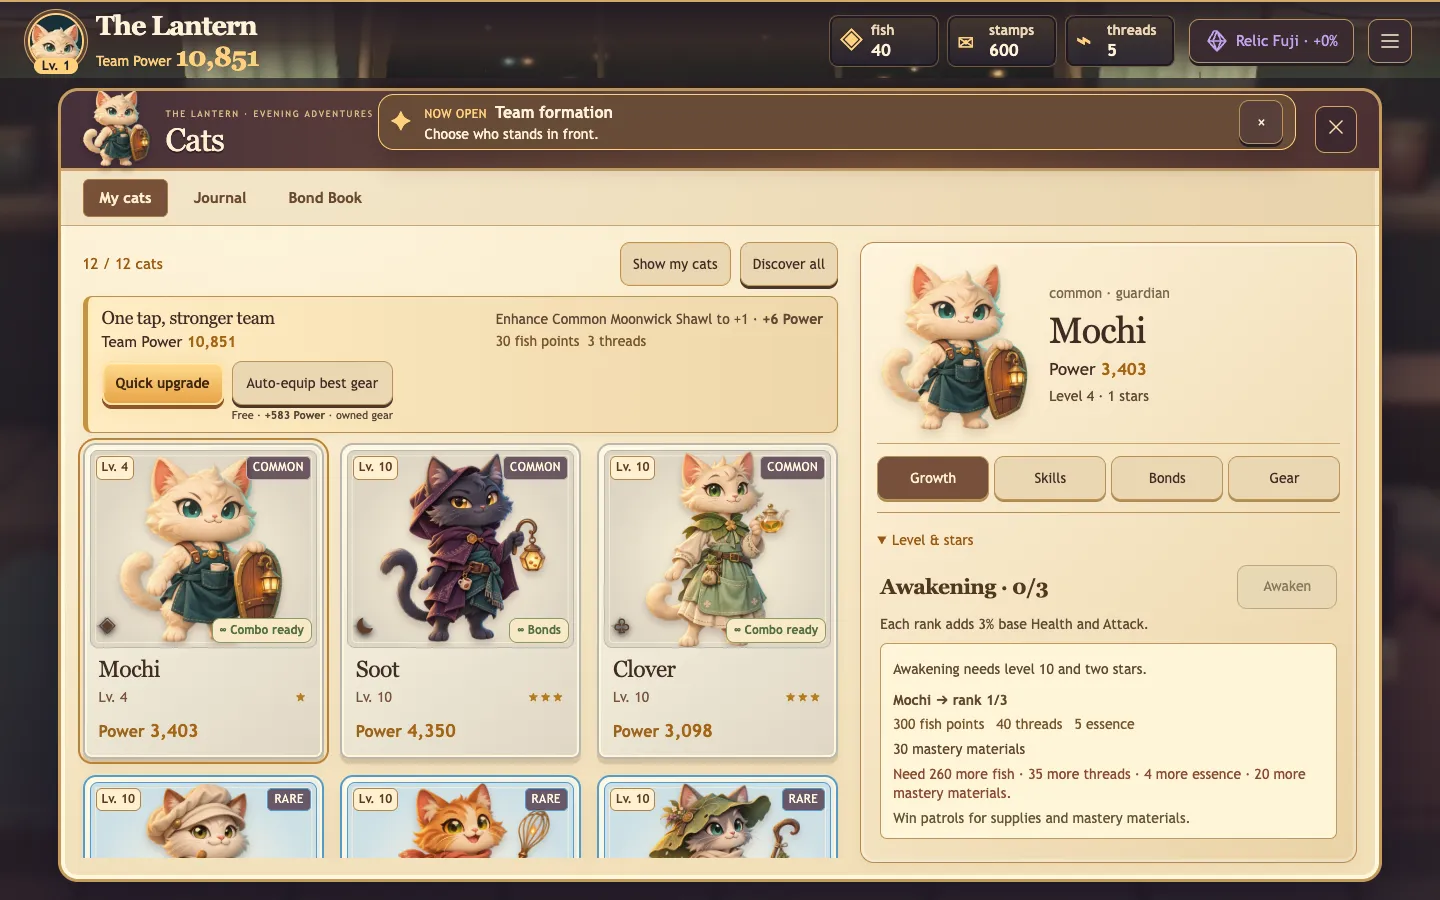 The Lantern
Team Power 10,851
Lv. 1
fish
40
stamps
600
threads
5
Relic Fuji · +0%
THE LANTERN · EVENING ADVENTURES
Cats
NOW OPEN Team formation
Choose who stands in front.
×
My cats
Journal
Bond Book
12 / 12 cats
Show my cats
Discover all
One tap, stronger team
Team Power 10,851
Quick upgrade
Auto-equip best gear
Free · +583 Power · owned gear
Enhance Common Moonwick Shawl to +1 · +6 Power
30 fish points 3 threads
Lv. 4
COMMON
∞ Combo ready
Mochi
Lv. 4
Power 3,403
Lv. 10
COMMON
∞ Bonds
Soot
Lv. 10
Power 4,350
Lv. 10
COMMON
∞ Combo ready
Clover
Lv. 10
Power 3,098
Lv. 10
RARE
Lv. 10
RARE
Lv. 10
RARE
common · guardian
Mochi
Power 3,403
Level 4 · 1 stars
Growth
Skills
Bonds
Gear
▼ Level & stars
Awakening · 0/3
Awaken
Each rank adds 3% base Health and Attack.
Awakening needs level 10 and two stars.
Mochi → rank 1/3
300 fish points 40 threads 5 essence
30 mastery materials
Need 260 more fish · 35 more threads · 4 more essence · 20 more
mastery materials.
Win patrols for supplies and mastery materials.